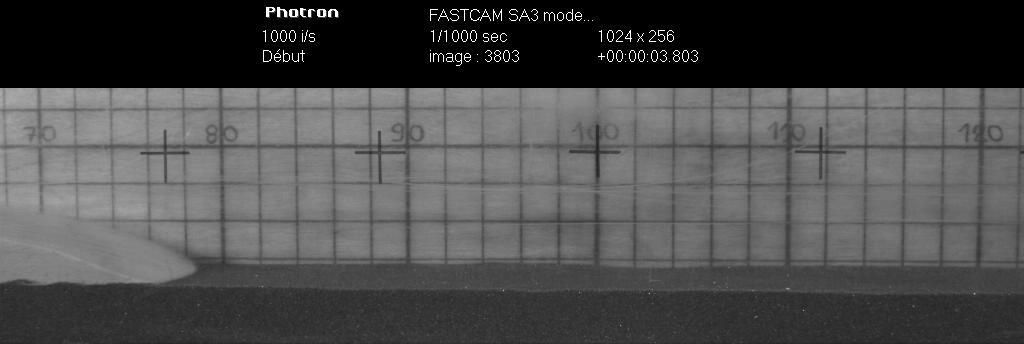 Photron FASTCAM SA3 mode...
1000 i/s 1/1000 sec 1024 x 256
Début image : 3803 +00:00:03.803
70 80 90 100 110 120